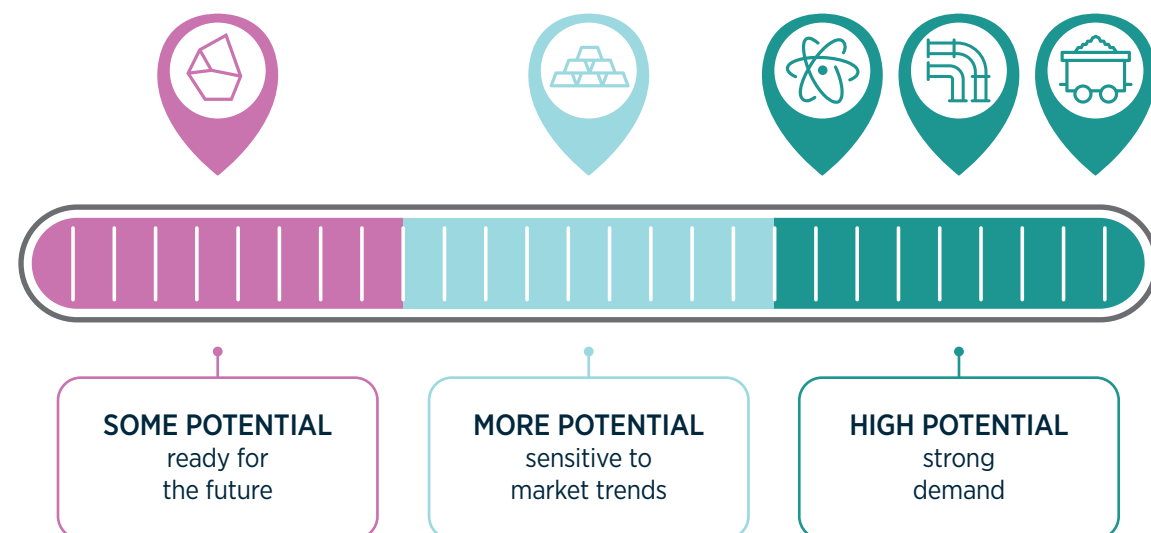 SOME POTENTIAL
ready for
the future
MORE POTENTIAL
sensitive to
market trends
HIGH POTENTIAL
strong
demand